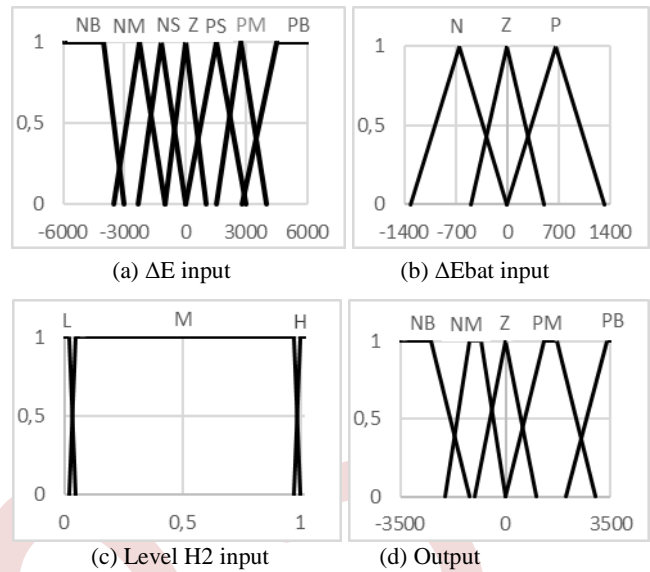 NB NM NS Z PS PM PB
1
0,5
0
-6000 -3000 0 3000 6000
(a) ΔE input
N Z P
1
0,5
0
-1400 -700 0 700 1400
(b) ΔEbat input
L M H
1
0,5
0
0 0,5 1
(c) Level H2 input
NB NM Z PM PB
1
0,5
0
-3500 0 3500
(d) Output